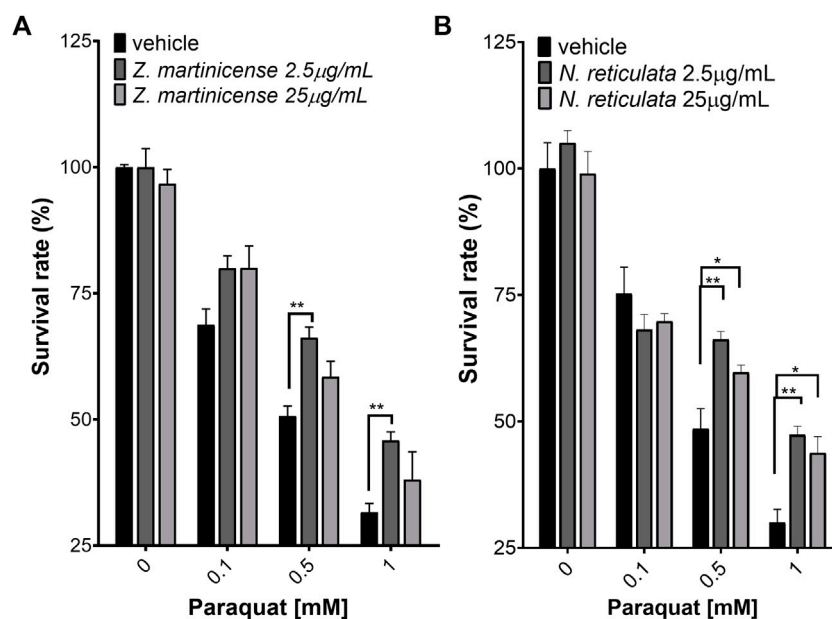 A
vehicle
Z. martinicense 2.5µg/mL
Z. martinicense 25µg/mL
125
100
75
50
25
Survival rate (%)
**
**
0
0.1
0.5
1
Paraquat [mM]
B
vehicle
N. reticulata 2.5µg/mL
N. reticulata 25µg/mL
125
100
75
50
25
Survival rate (%)
*
**
*
**
0
0.1
0.5
1
Paraquat [mM]